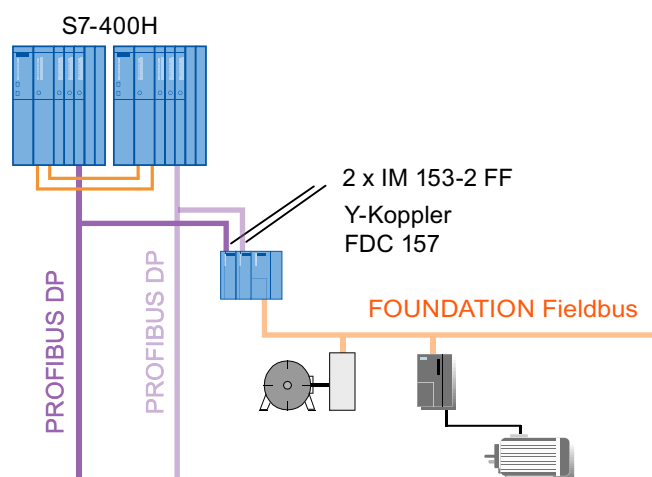 S7-400H
2 x IM 153-2 FF
Y-Koppler
FDC 157
PROFIBUS DP
PROFIBUS DP
FOUNDATION Fieldbus